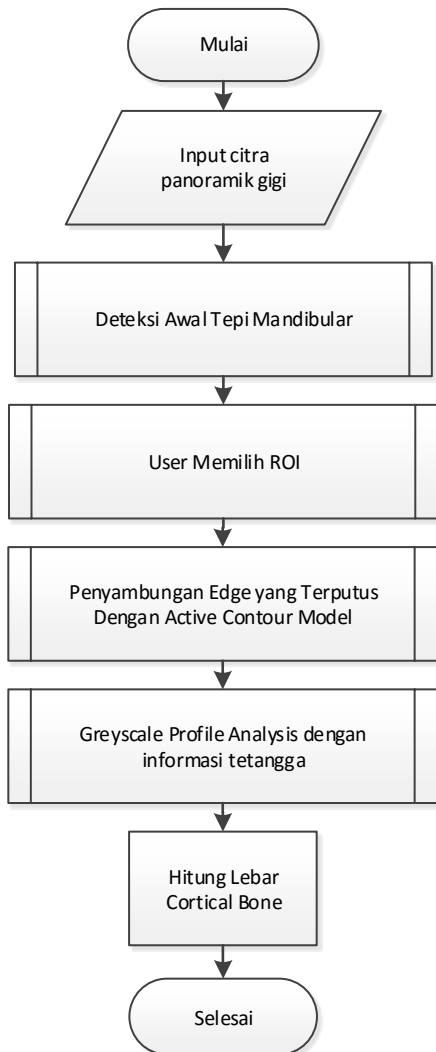 Mulai
Input citra
panoramik gigi
Deteksi Awal Tepi Mandibular
User Memilih ROI
Penyambungan Edge yang Terputus
Dengan Active Contour Model
Greyscale Profile Analysis dengan
informasi tetangga
Hitung Lebar
Cortical Bone
Selesai